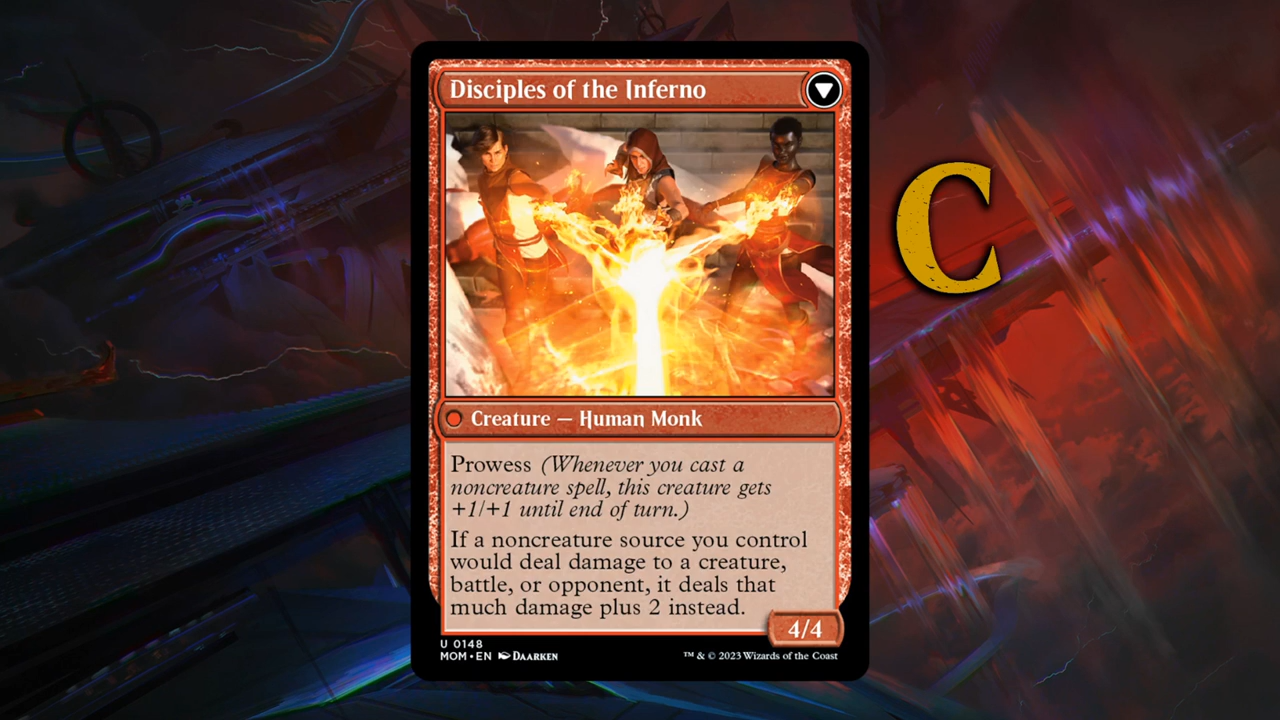 Disciples of the Inferno
C
Creature — Human Monk
Prowess (Whenever you cast a
noncreature spell, this creature gets
+1/+1 until end of turn.)
If a noncreature source you control
would deal damage to a creature,
battle, or opponent, it deals that
much damage plus 2 instead.
4/4
U 0148
MOM • EN DAARKEN
™ & © 2023 Wizards of the Coast